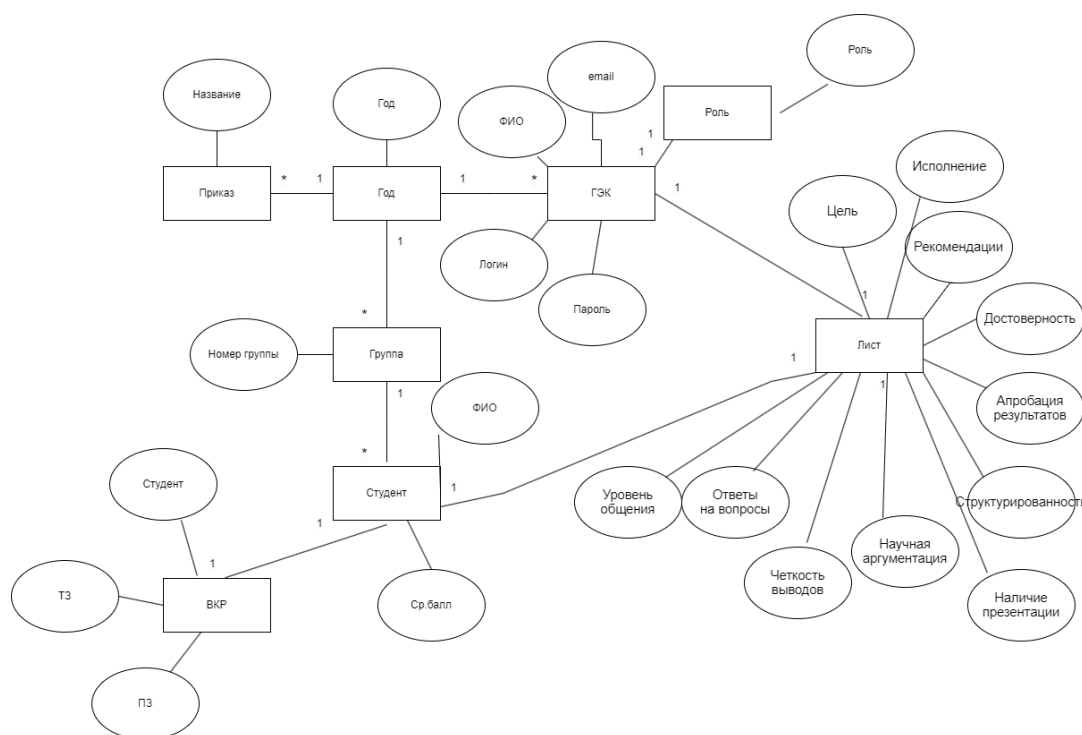 Роль
email
Название
Год
ФИО
Роль
1
1
Исполнение
Приказ
*
1
Год
1
*
ГЭК
1
Цель
Рекомендации
1
Логин
Пароль
1
Достоверность
*
Номер группы
Группа
1
Лист
1
1
ФИО
Апробация
результатов
*
Студент
1
Студент
1
Уровень
общения
Ответы
на вопросы
Структурированность
1
Научная
аргументация
Четкость
выводов
Наличие
презентации
ТЗ
ВКР
Ср.балл
ПЗ